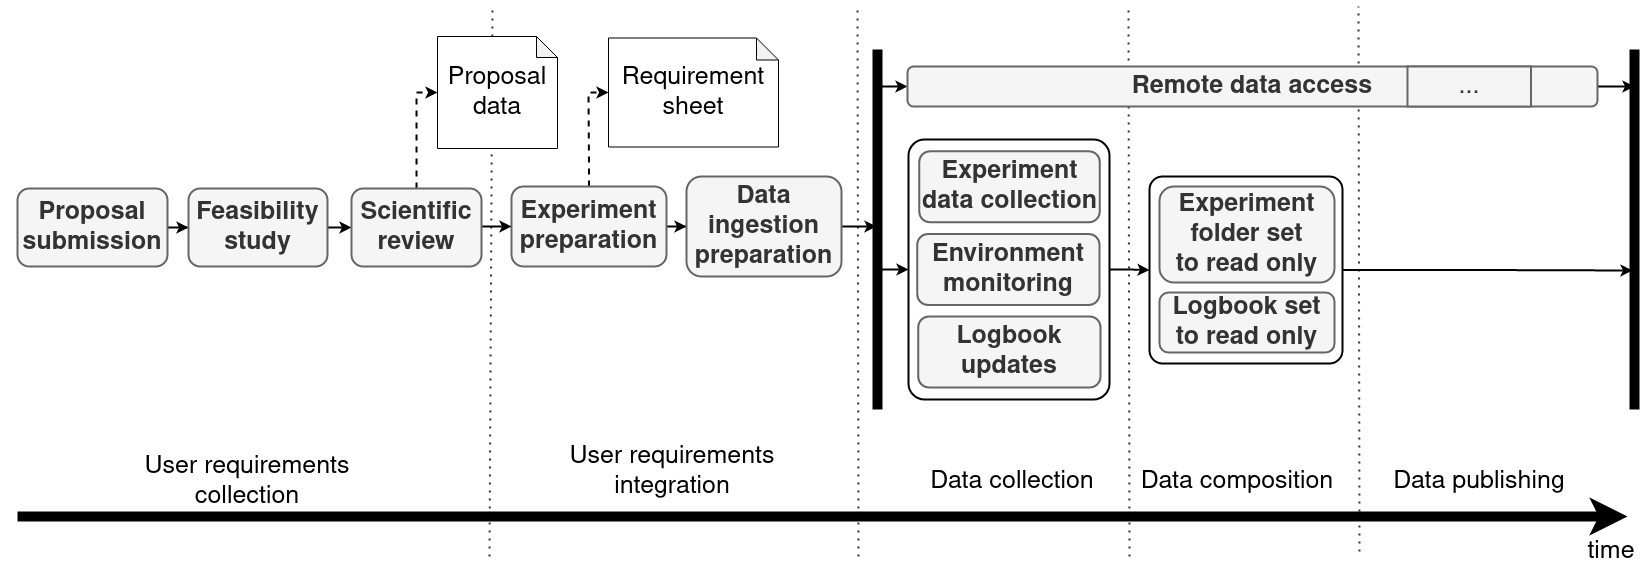 Proposal
data
Requirement
sheet
Remote data access
...
Proposal
submission
Feasibility
study
Scientific
review
Experiment
preparation
Data
ingestion
preparation
Experiment
data collection
Environment
monitoring
Logbook
updates
Experiment
folder set
to read only
Logbook set
to read only
User requirements
collection
User requirements
integration
Data collection
Data composition
Data publishing
time